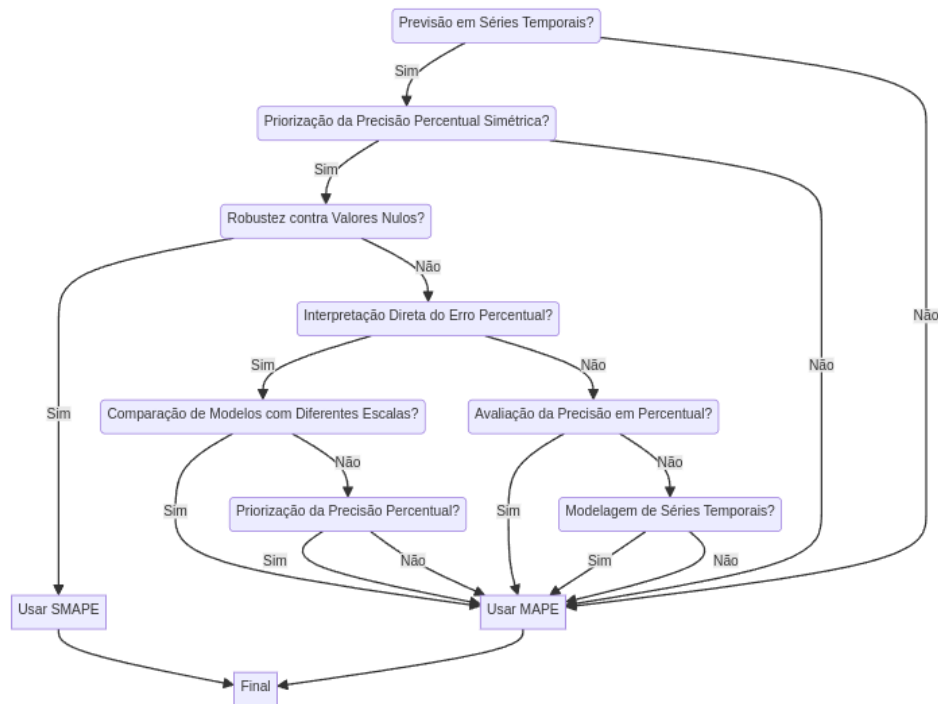 Previsão em Séries Temporais?
Sim
Priorização da Precisão Percentual Simétrica?
Sim
Robustez contra Valores Nulos?
Não
Interpretação Direta do Erro Percentual?
Não
Sim
Não
Não
Comparação de Modelos com Diferentes Escalas?
Avaliação da Precisão em Percentual?
Sim
Não
Não
Sim
Priorização da Precisão Percentual?
Sim
Modelagem de Séries Temporais?
Sim
Não
Sim
Não
Usar SMAPE
Usar MAPE
Final